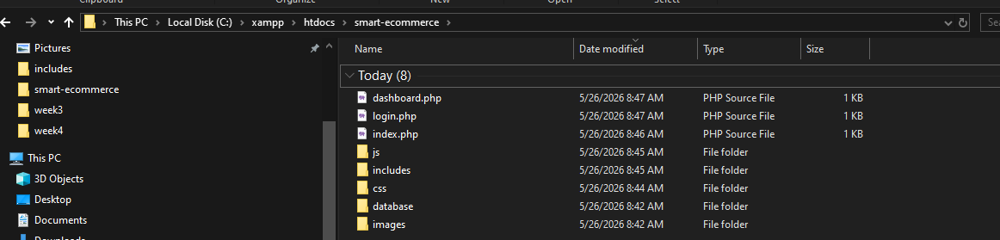 Clipboard Organize New Open Select
This PC > Local Disk (C:) > xampp > htdocs > smart-ecommerce > Sea
Pictures
includes
smart-ecommerce
week3
week4
This PC
3D Objects
Desktop
Documents
Downloads
Name Date modified Type Size
Today (8)
dashboard.php 5/26/2026 8:47 AM PHP Source File 1 KB
login.php 5/26/2026 8:47 AM PHP Source File 1 KB
index.php 5/26/2026 8:46 AM PHP Source File 1 KB
js 5/26/2026 8:45 AM File folder
includes 5/26/2026 8:45 AM File folder
css 5/26/2026 8:44 AM File folder
database 5/26/2026 8:42 AM File folder
images 5/26/2026 8:42 AM File folder